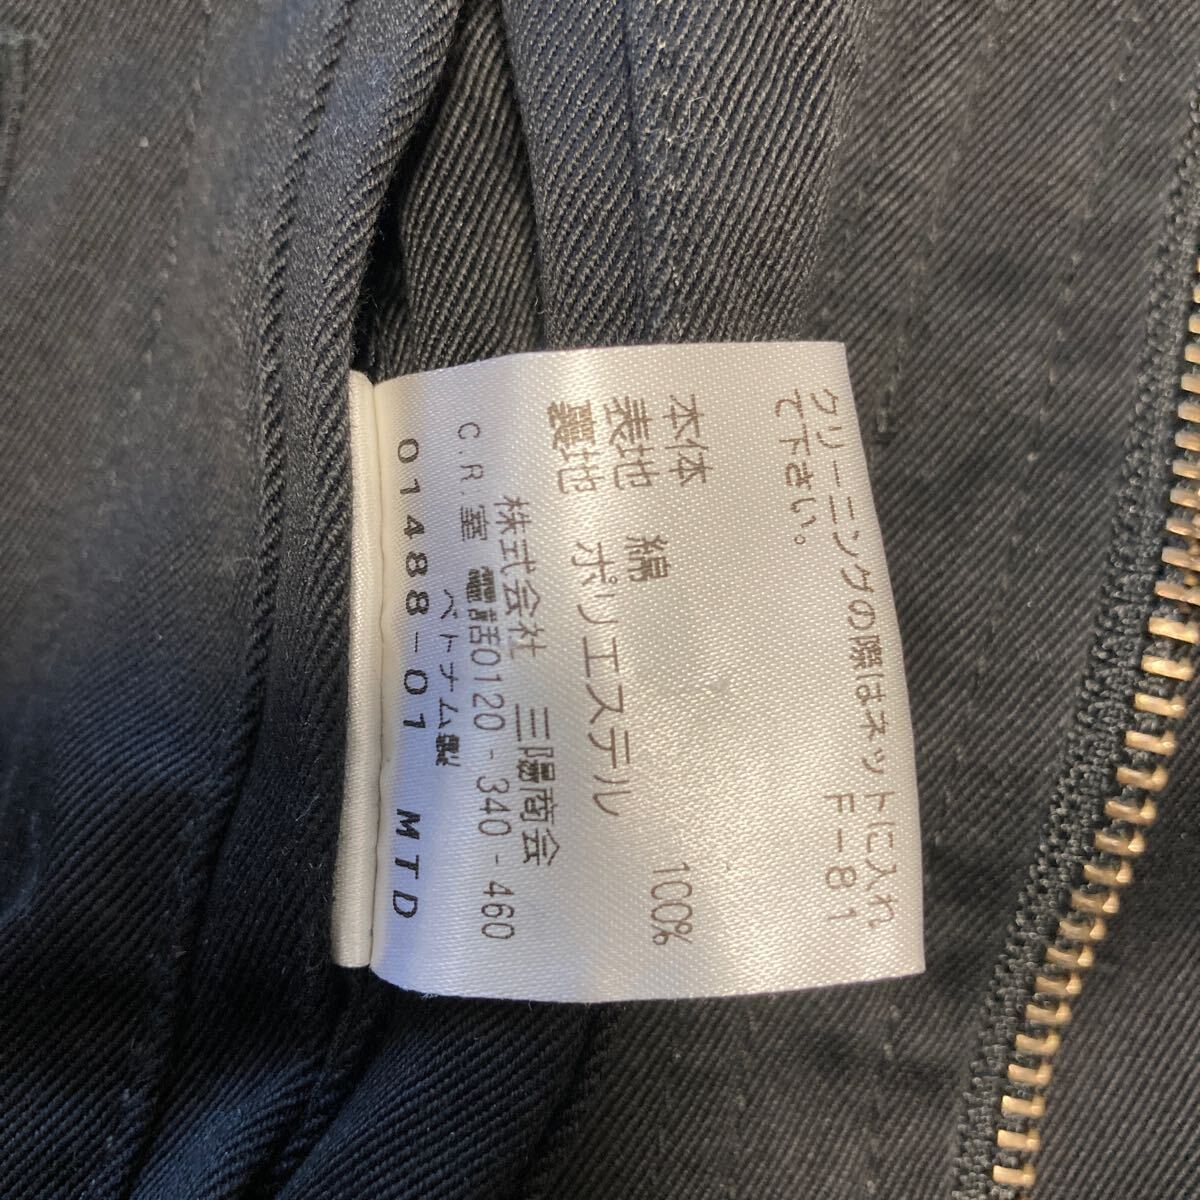 クリーニングの際はネットに入れ
て下さい。 F-81
本体
表地 綿 100%
裏地 ポリエステル
株式会社 三陽商会
C.R.室 電話0120-340-460
ベトナム製
01488-01 MTD